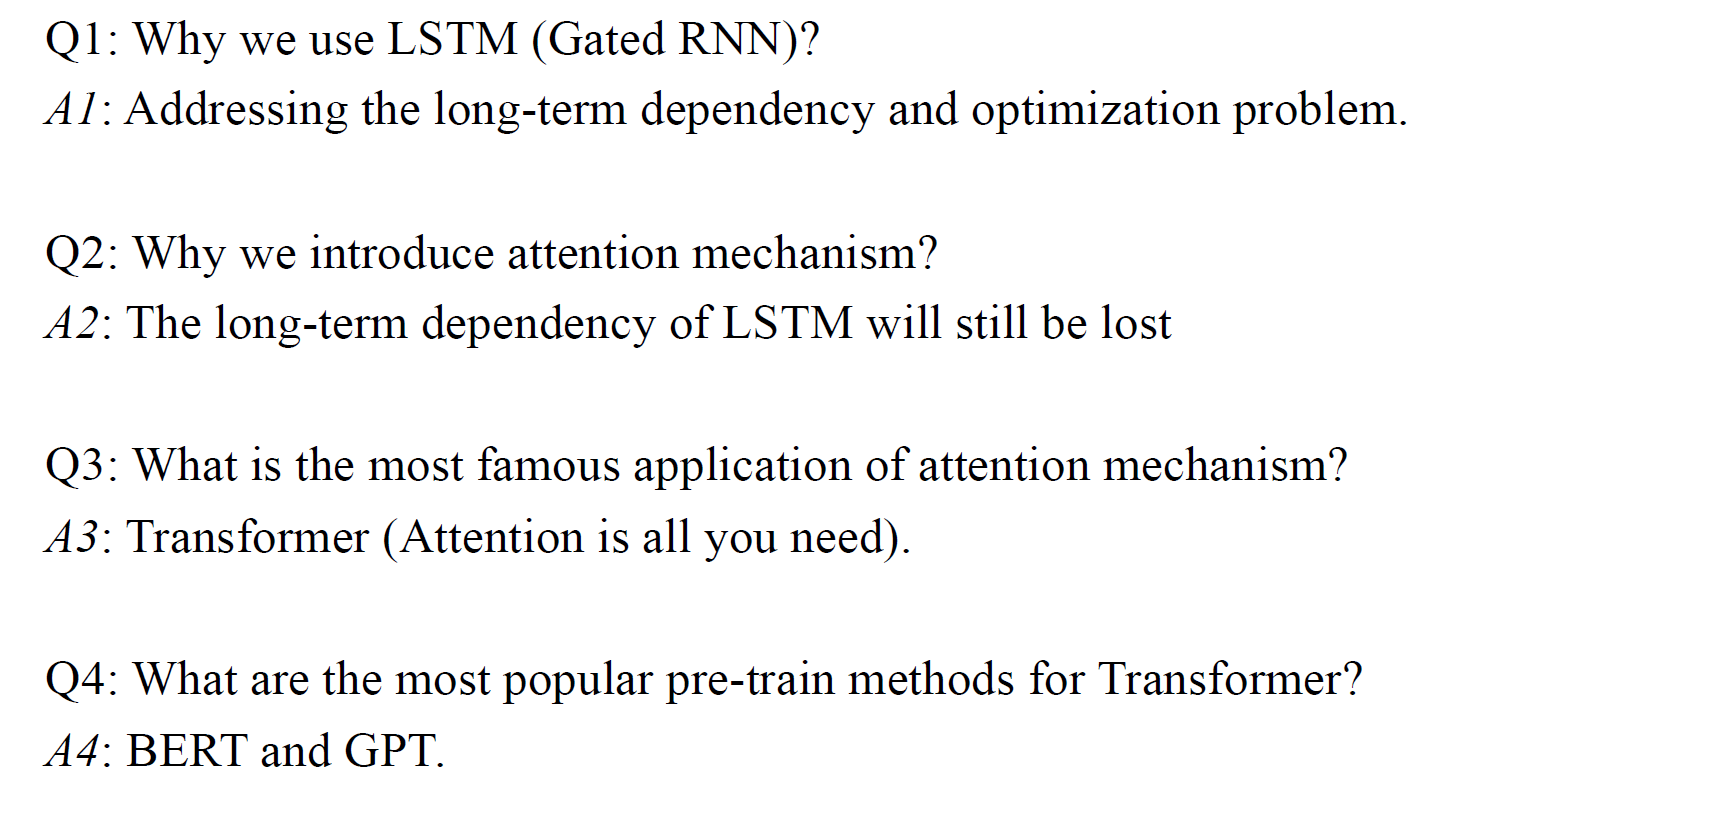 Q1: Why we use LSTM (Gated RNN)?
A1: Addressing the long-term dependency and optimization problem.
Q2: Why we introduce attention mechanism?
A2: The long-term dependency of LSTM will still be lost
Q3: What is the most famous application of attention mechanism?
A3: Transformer (Attention is all you need).
Q4: What are the most popular pre-train methods for Transformer?
A4: BERT and GPT.